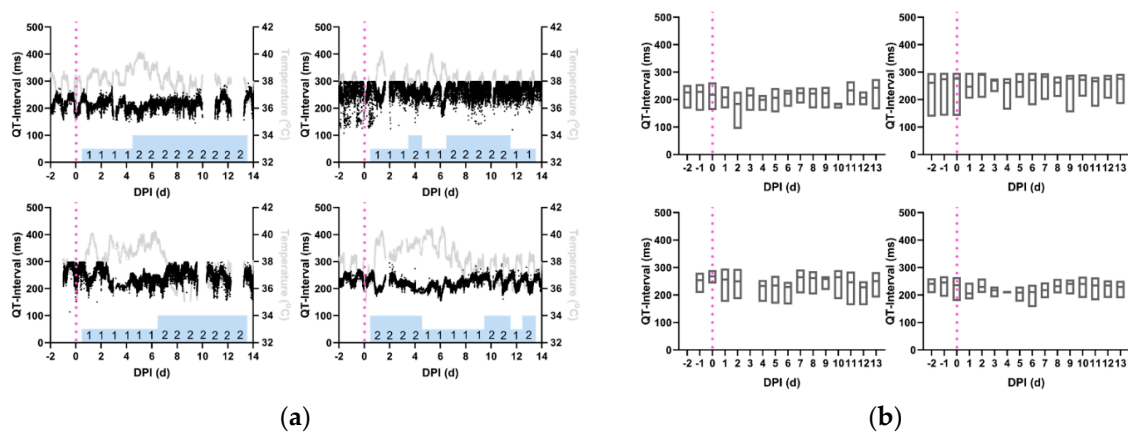 500
400
300
200
100
0
QT-Interval (ms)
42
40
38
36
34
32
Temperature (°C)
1 1 1 1 2 2 2 2 2 2 2 2 2
-2 0 2 4 6 8 10 12 14
DPI (d)
500
400
300
200
100
0
QT-Interval (ms)
42
40
38
36
34
32
Temperature (°C)
1 1 1 2 1 1 2 2 2 2 2 1 1
-2 0 2 4 6 8 10 12 14
DPI (d)
500
400
300
200
100
0
QT-Interval (ms)
42
40
38
36
34
32
Temperature (°C)
1 1 1 1 1 1 2 2 2 2 2 2 2
-2 0 2 4 6 8 10 12 14
DPI (d)
500
400
300
200
100
0
QT-Interval (ms)
42
40
38
36
34
32
Temperature (°C)
2 2 2 2 1 1 1 1 1 2 2 1 2
-2 0 2 4 6 8 10 12 14
DPI (d)
(a)
500
400
300
200
100
0
QT-Interval (ms)
-2 -1 0 1 2 3 4 5 6 7 8 9 10 11 12 13
DPI (d)
500
400
300
200
100
0
QT-Interval (ms)
-2 -1 0 1 2 3 4 5 6 7 8 9 10 11 12 13
DPI (d)
500
400
300
200
100
0
QT-Interval (ms)
-2 -1 0 1 2 3 4 5 6 7 8 9 10 11 12 13
DPI (d)
500
400
300
200
100
0
QT-Interval (ms)
-2 -1 0 1 2 3 4 5 6 7 8 9 10 11 12 13
DPI (d)
(b)